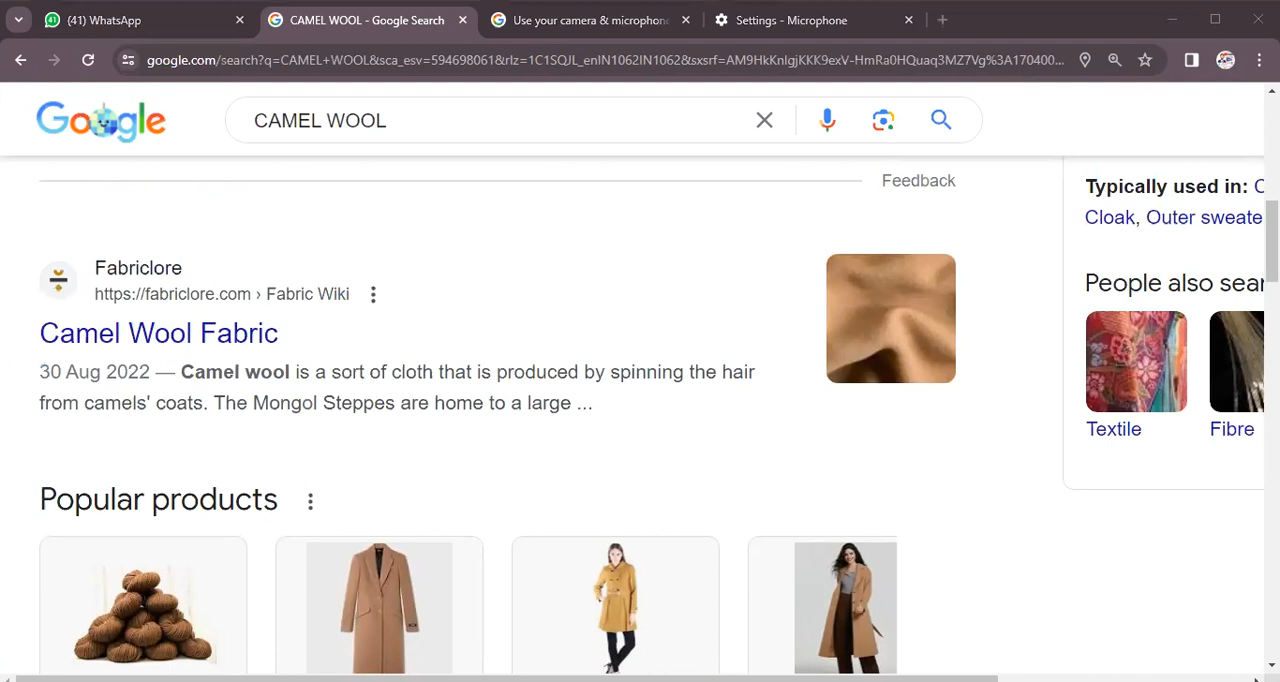 41
(41) WhatsApp
CAMEL WOOL - Google Search
Use your camera & microphon
Settings - Microphone
google.com/search?q=CAMEL+WOOL&sca_esv=594698061&rlz=1C1SQJL_enIN1062IN1062&sxsrf=AM9HkKnIgjKKK9exV-HmRa0HQuaq3MZ7Vg%3A170400...
Google
CAMEL WOOL
Feedback
Fabriclore
https://fabriclore.com › Fabric Wiki
Camel Wool Fabric
30 Aug 2022 — Camel wool is a sort of cloth that is produced by spinning the hair
from camels' coats. The Mongol Steppes are home to a large ...
Popular products
Typically used in:
Cloak, Outer sweate
People also sear
Textile
Fibre